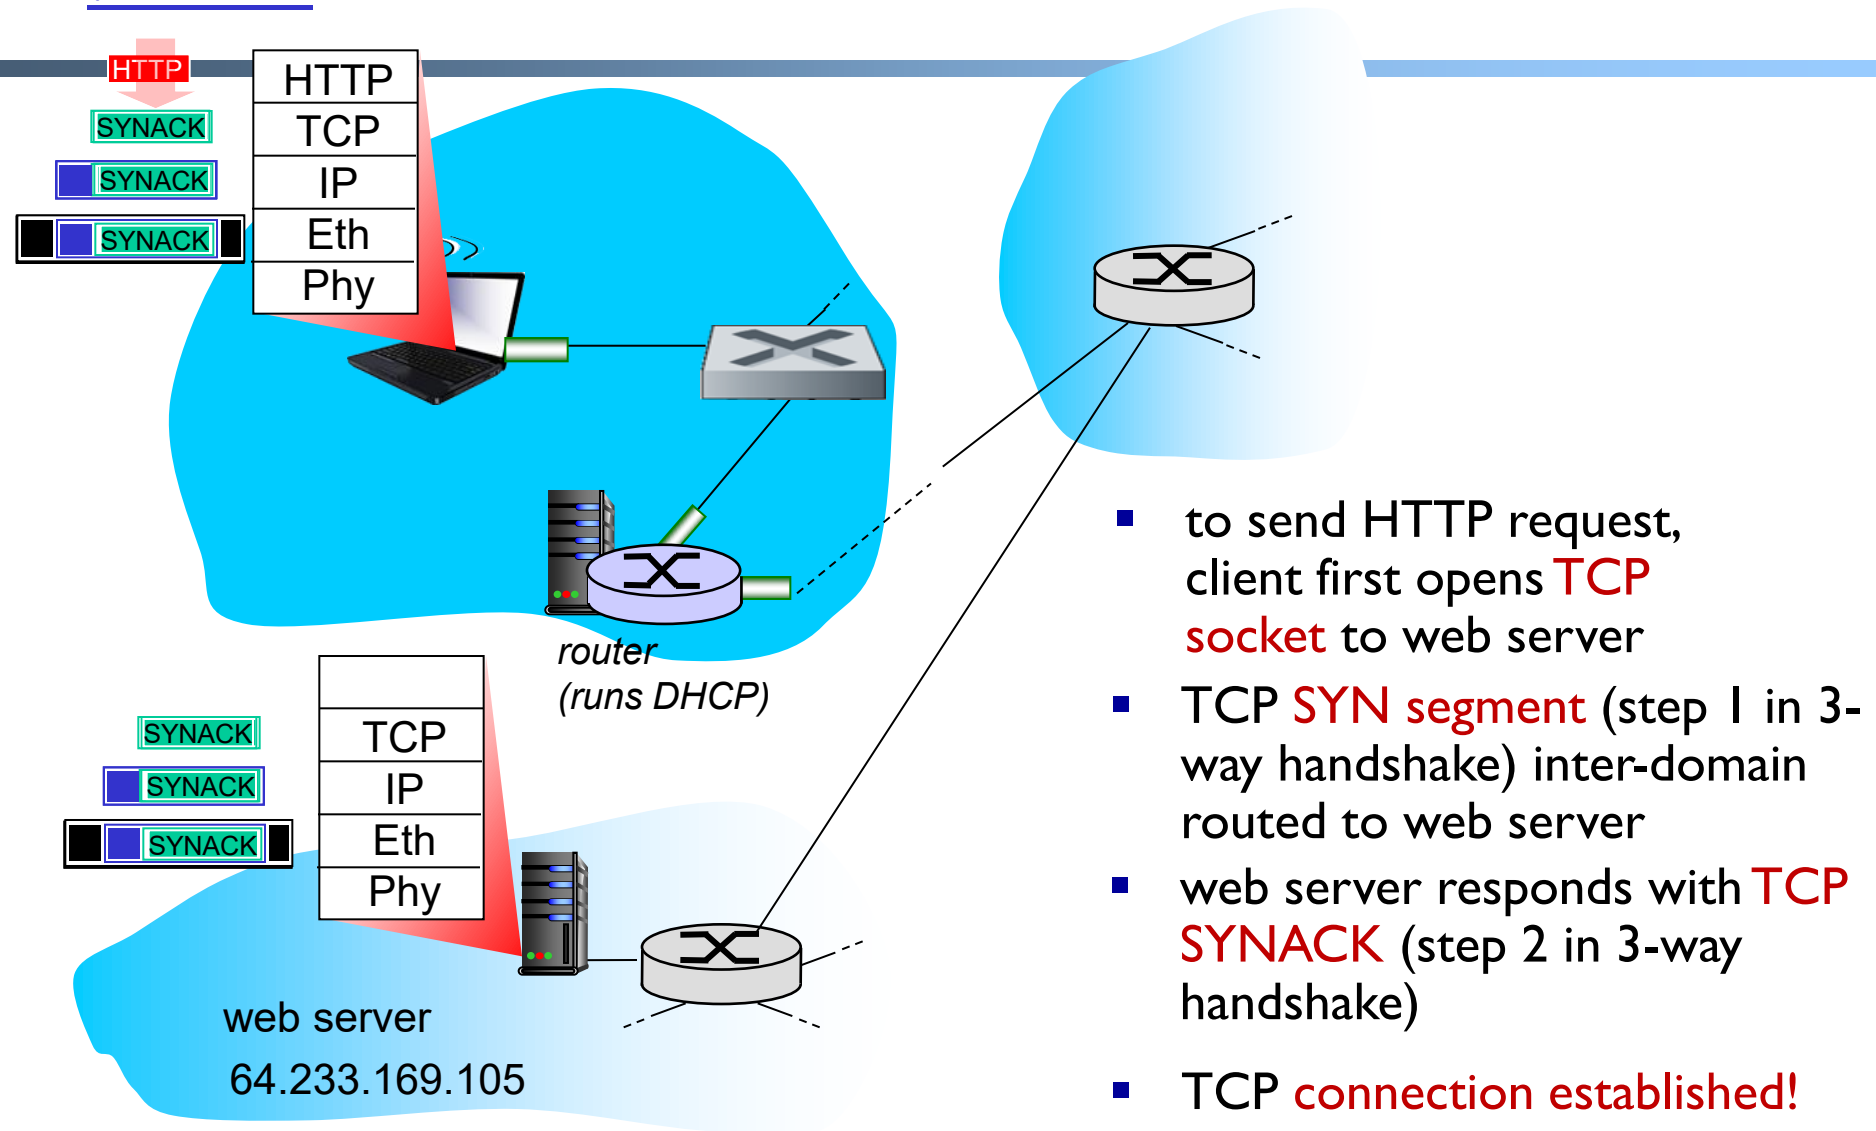 HTTP
SYNACK
SYNACK
SYNACK
HTTP
TCP
IP
Eth
Phy
router
(runs DHCP)
SYNACK
SYNACK
SYNACK
TCP
IP
Eth
Phy
web server
64.233.169.105
to send HTTP request,
client first opens TCP
socket to web server
TCP SYN segment (step 1 in 3-
way handshake) inter-domain
routed to web server
web server responds with TCP
SYNACK (step 2 in 3-way
handshake)
TCP connection established!